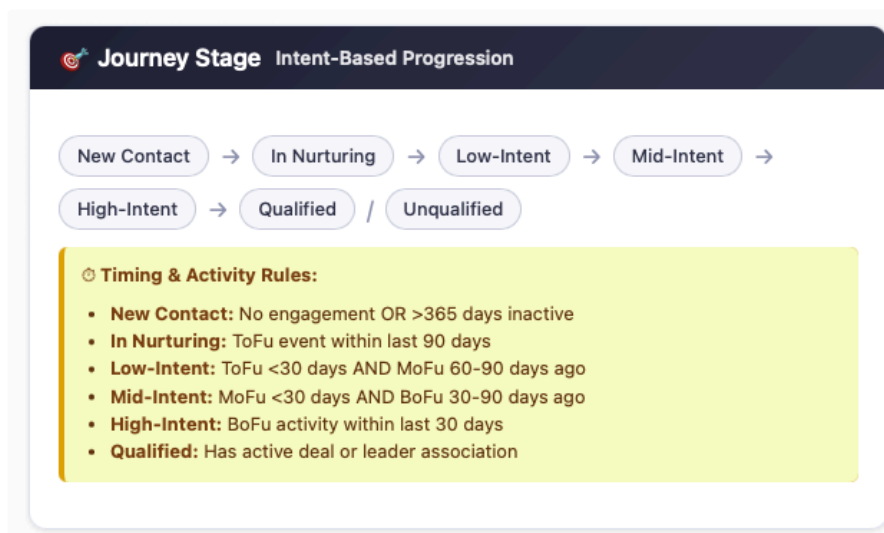 🎯 Journey Stage Intent-Based Progression
New Contact → In Nurturing → Low-Intent → Mid-Intent →
High-Intent → Qualified / Unqualified
⏱ Timing & Activity Rules:
• New Contact: No engagement OR >365 days inactive
• In Nurturing: ToFu event within last 90 days
• Low-Intent: ToFu <30 days AND MoFu 60-90 days ago
• Mid-Intent: MoFu <30 days AND BoFu 30-90 days ago
• High-Intent: BoFu activity within last 30 days
• Qualified: Has active deal or leader association